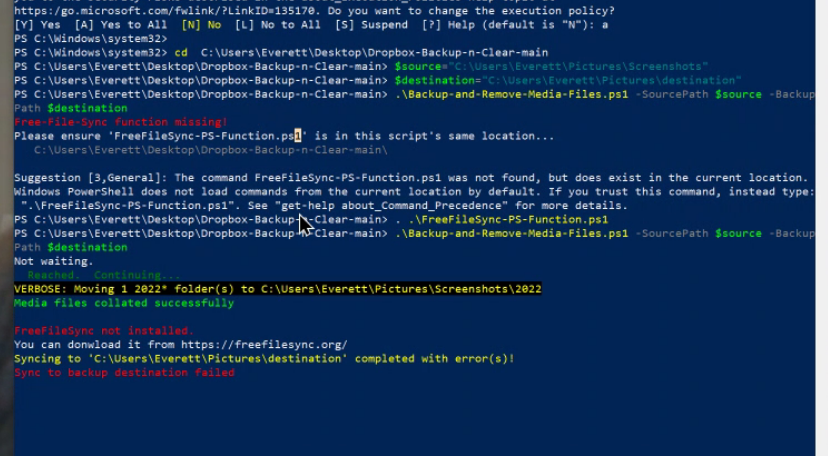 https:/go.microsoft.com/fwlink/?LinkID=135170. Do you want to change the execution policy?
[Y] Yes  [A] Yes to All  [N] No  [L] No to All  [S] Suspend  [?] Help (default is "N"): a
PS C:\Windows\system32>
PS C:\Windows\system32> cd  C:\Users\Everett\Desktop\Dropbox-Backup-n-Clear-main
PS C:\Users\Everett\Desktop\Dropbox-Backup-n-Clear-main> $source="C:\Users\Everett\Pictures\Screenshots"
PS C:\Users\Everett\Desktop\Dropbox-Backup-n-Clear-main> $destination="C:\Users\Everett\Pictures\destination"
PS C:\Users\Everett\Desktop\Dropbox-Backup-n-Clear-main> .\Backup-and-Remove-Media-Files.ps1 -SourcePath $source -Backup
Path $destination
Free-File-Sync function missing!
Please ensure 'FreeFileSync-PS-Function.ps1' is in this script's same location...
C:\Users\Everett\Desktop\Dropbox-Backup-n-Clear-main\
Suggestion [3,General]: The command FreeFileSync-PS-Function.ps1 was not found, but does exist in the current location.
Windows PowerShell does not load commands from the current location by default. If you trust this command, instead type:
".\FreeFileSync-PS-Function.ps1". See "get-help about_Command_Precedence" for more details.
PS C:\Users\Everett\Desktop\Dropbox-Backup-n-Clear-main> . .\FreeFileSync-PS-Function.ps1
PS C:\Users\Everett\Desktop\Dropbox-Backup-n-Clear-main> .\Backup-and-Remove-Media-Files.ps1 -SourcePath $source -Backup
Path $destination
Not waiting.
Reached.  Continuing...
VERBOSE: Moving 1 2022* folder(s) to C:\Users\Everett\Pictures\Screenshots\2022
Media files collated successfully
FreeFileSync not installed.
You can donwload it from https://freefilesync.org/
Syncing to 'C:\Users\Everett\Pictures\destination' completed with error(s)!
Sync to backup destination failed